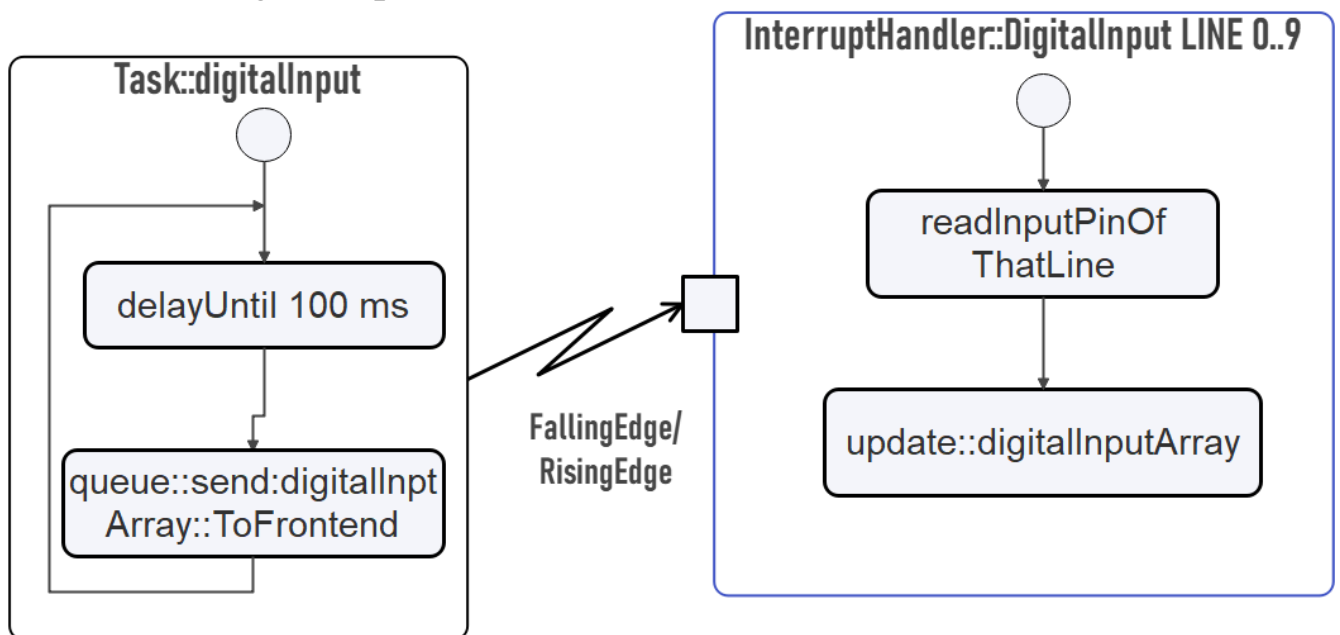 Task::digitalInput
delayUntil 100 ms
queue::send:digitalInpt
Array::ToFrontend
FallingEdge/
RisingEdge
InterruptHandler::DigitalInput LINE 0..9
readInputPinOf
ThatLine
update::digitalInputArray